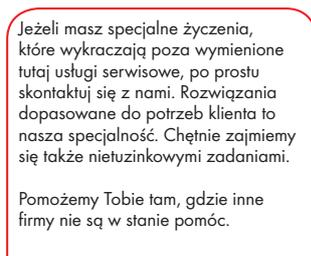 Jeżeli masz specjalne życzenia,
które wykraczają poza wymienione
tutaj usługi serwisowe, po prostu
skontaktuj się z nami. Rozwiązania
dopasowane do potrzeb klienta to
nasza specjalność. Chętnie zajmiemy
się także nietuzinkowymi zadaniami.

Pomożemy Tobie tam, gdzie inne
firmy nie są w stanie pomóc.